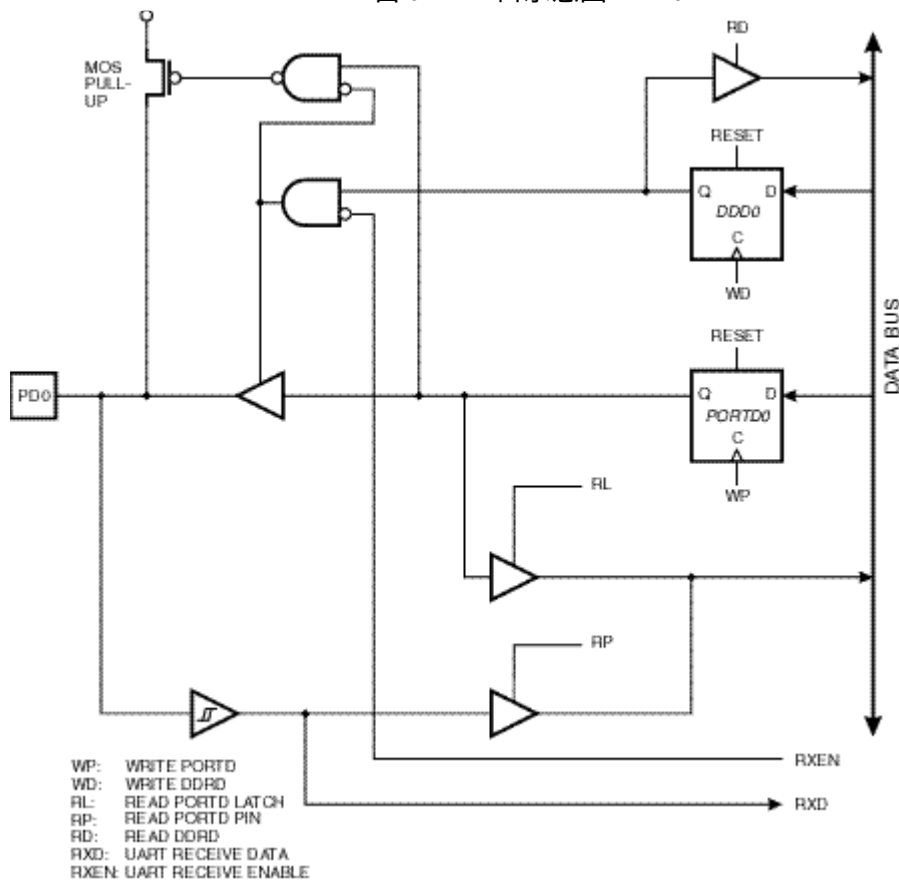 RD
MOS
PULL-
UP
RESET
Q
D
DDD0
C
WD
DATA BUS
RESET
PD0
Q
D
PORTD0
C
WP
RL
RP
RXEN
RXD
WP: WRITE PORTD
WD: WRITE DDRD
RL: READ PORTD LATCH
RP: READ PORTD PIN
RD: READ DDRD
RXD: UART RECEIVE DATA
RXEN: UART RECEIVE ENABLE